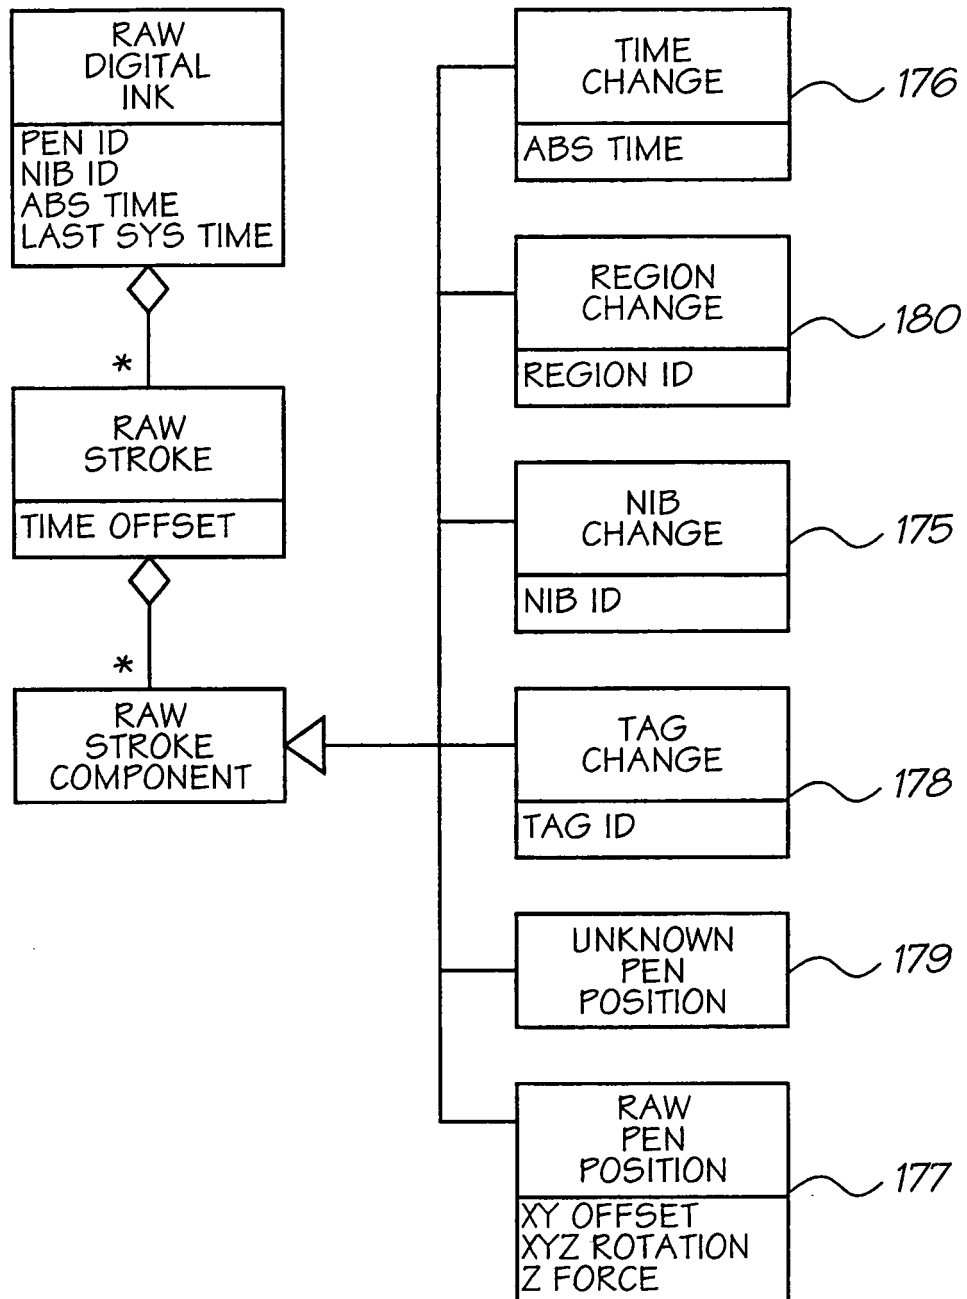 RAW
DIGITAL
INK
PEN ID
NIB ID
ABS TIME
LAST SYS TIME
*
RAW
STROKE
TIME OFFSET
*
RAW
STROKE
COMPONENT
TIME
CHANGE
ABS TIME
176
REGION
CHANGE
REGION ID
180
NIB
CHANGE
NIB ID
175
TAG
CHANGE
TAG ID
178
UNKNOWN
PEN
POSITION
179
RAW
PEN
POSITION
XY OFFSET
XYZ ROTATION
Z FORCE
177